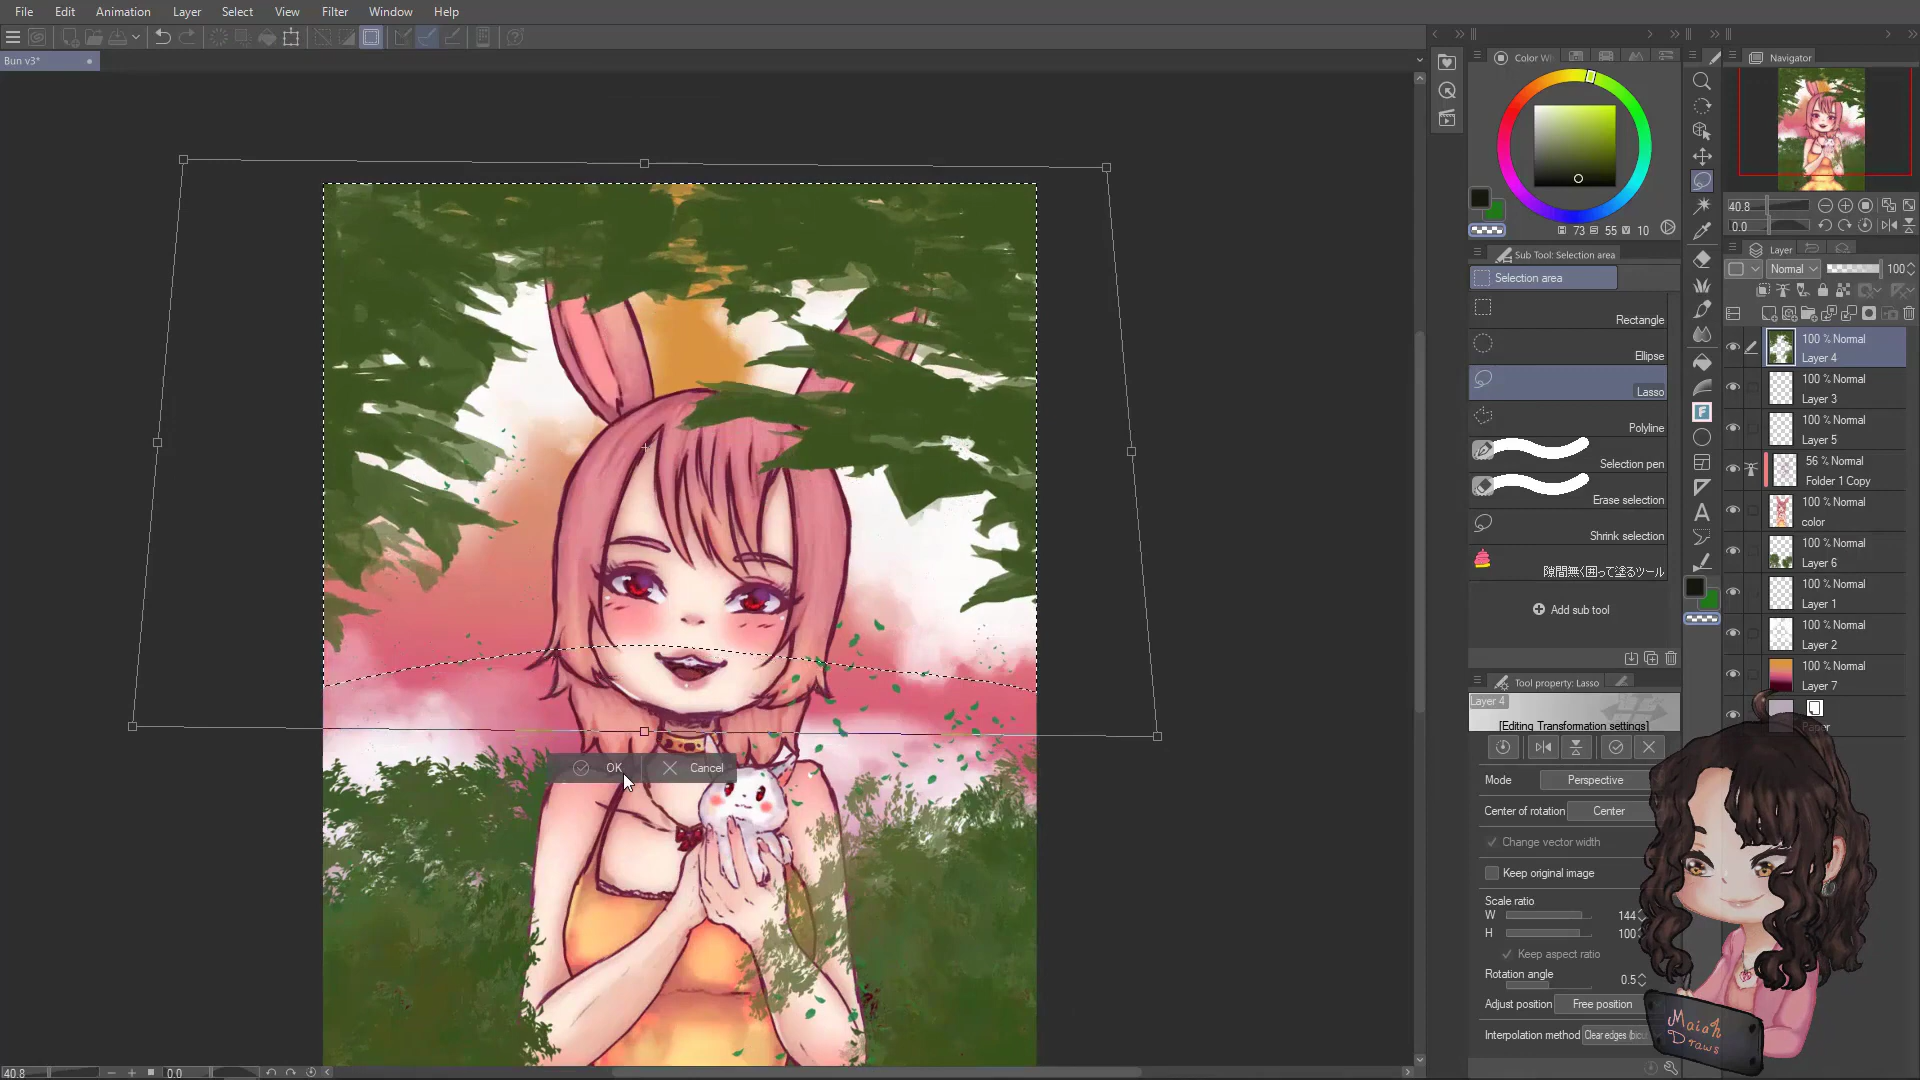 File Edit Animation Layer Select View Filter Window Help
Bun v3*
Color Wi
Navigator
40.8
0.0
73 55 10
Sub Tool: Selection area
Selection area
Rectangle
Ellipse
Lasso
Polyline
Selection pen
Erase selection
Shrink selection
隙間無く囲って塗るツール
Add sub tool
Layer
Normal 100
100 % Normal
Layer 4
100 % Normal
Layer 3
100 % Normal
Layer 5
56 % Normal
Folder 1 Copy
100 % Normal
color
100 % Normal
Layer 6
100 % Normal
Layer 1
100 % Normal
Layer 2
100 % Normal
Layer 7
Paper
OK Cancel
Tool property: Lasso
Layer 4
[Editing Transformation settings]
Mode Perspective
Center of rotation Center
Change vector width
Keep original image
Scale ratio
W 144
H 100
Keep aspect ratio
Rotation angle
0.5
Adjust position Free position
Interpolation method Clear edges
Maiah
Draws
40.8 0.0